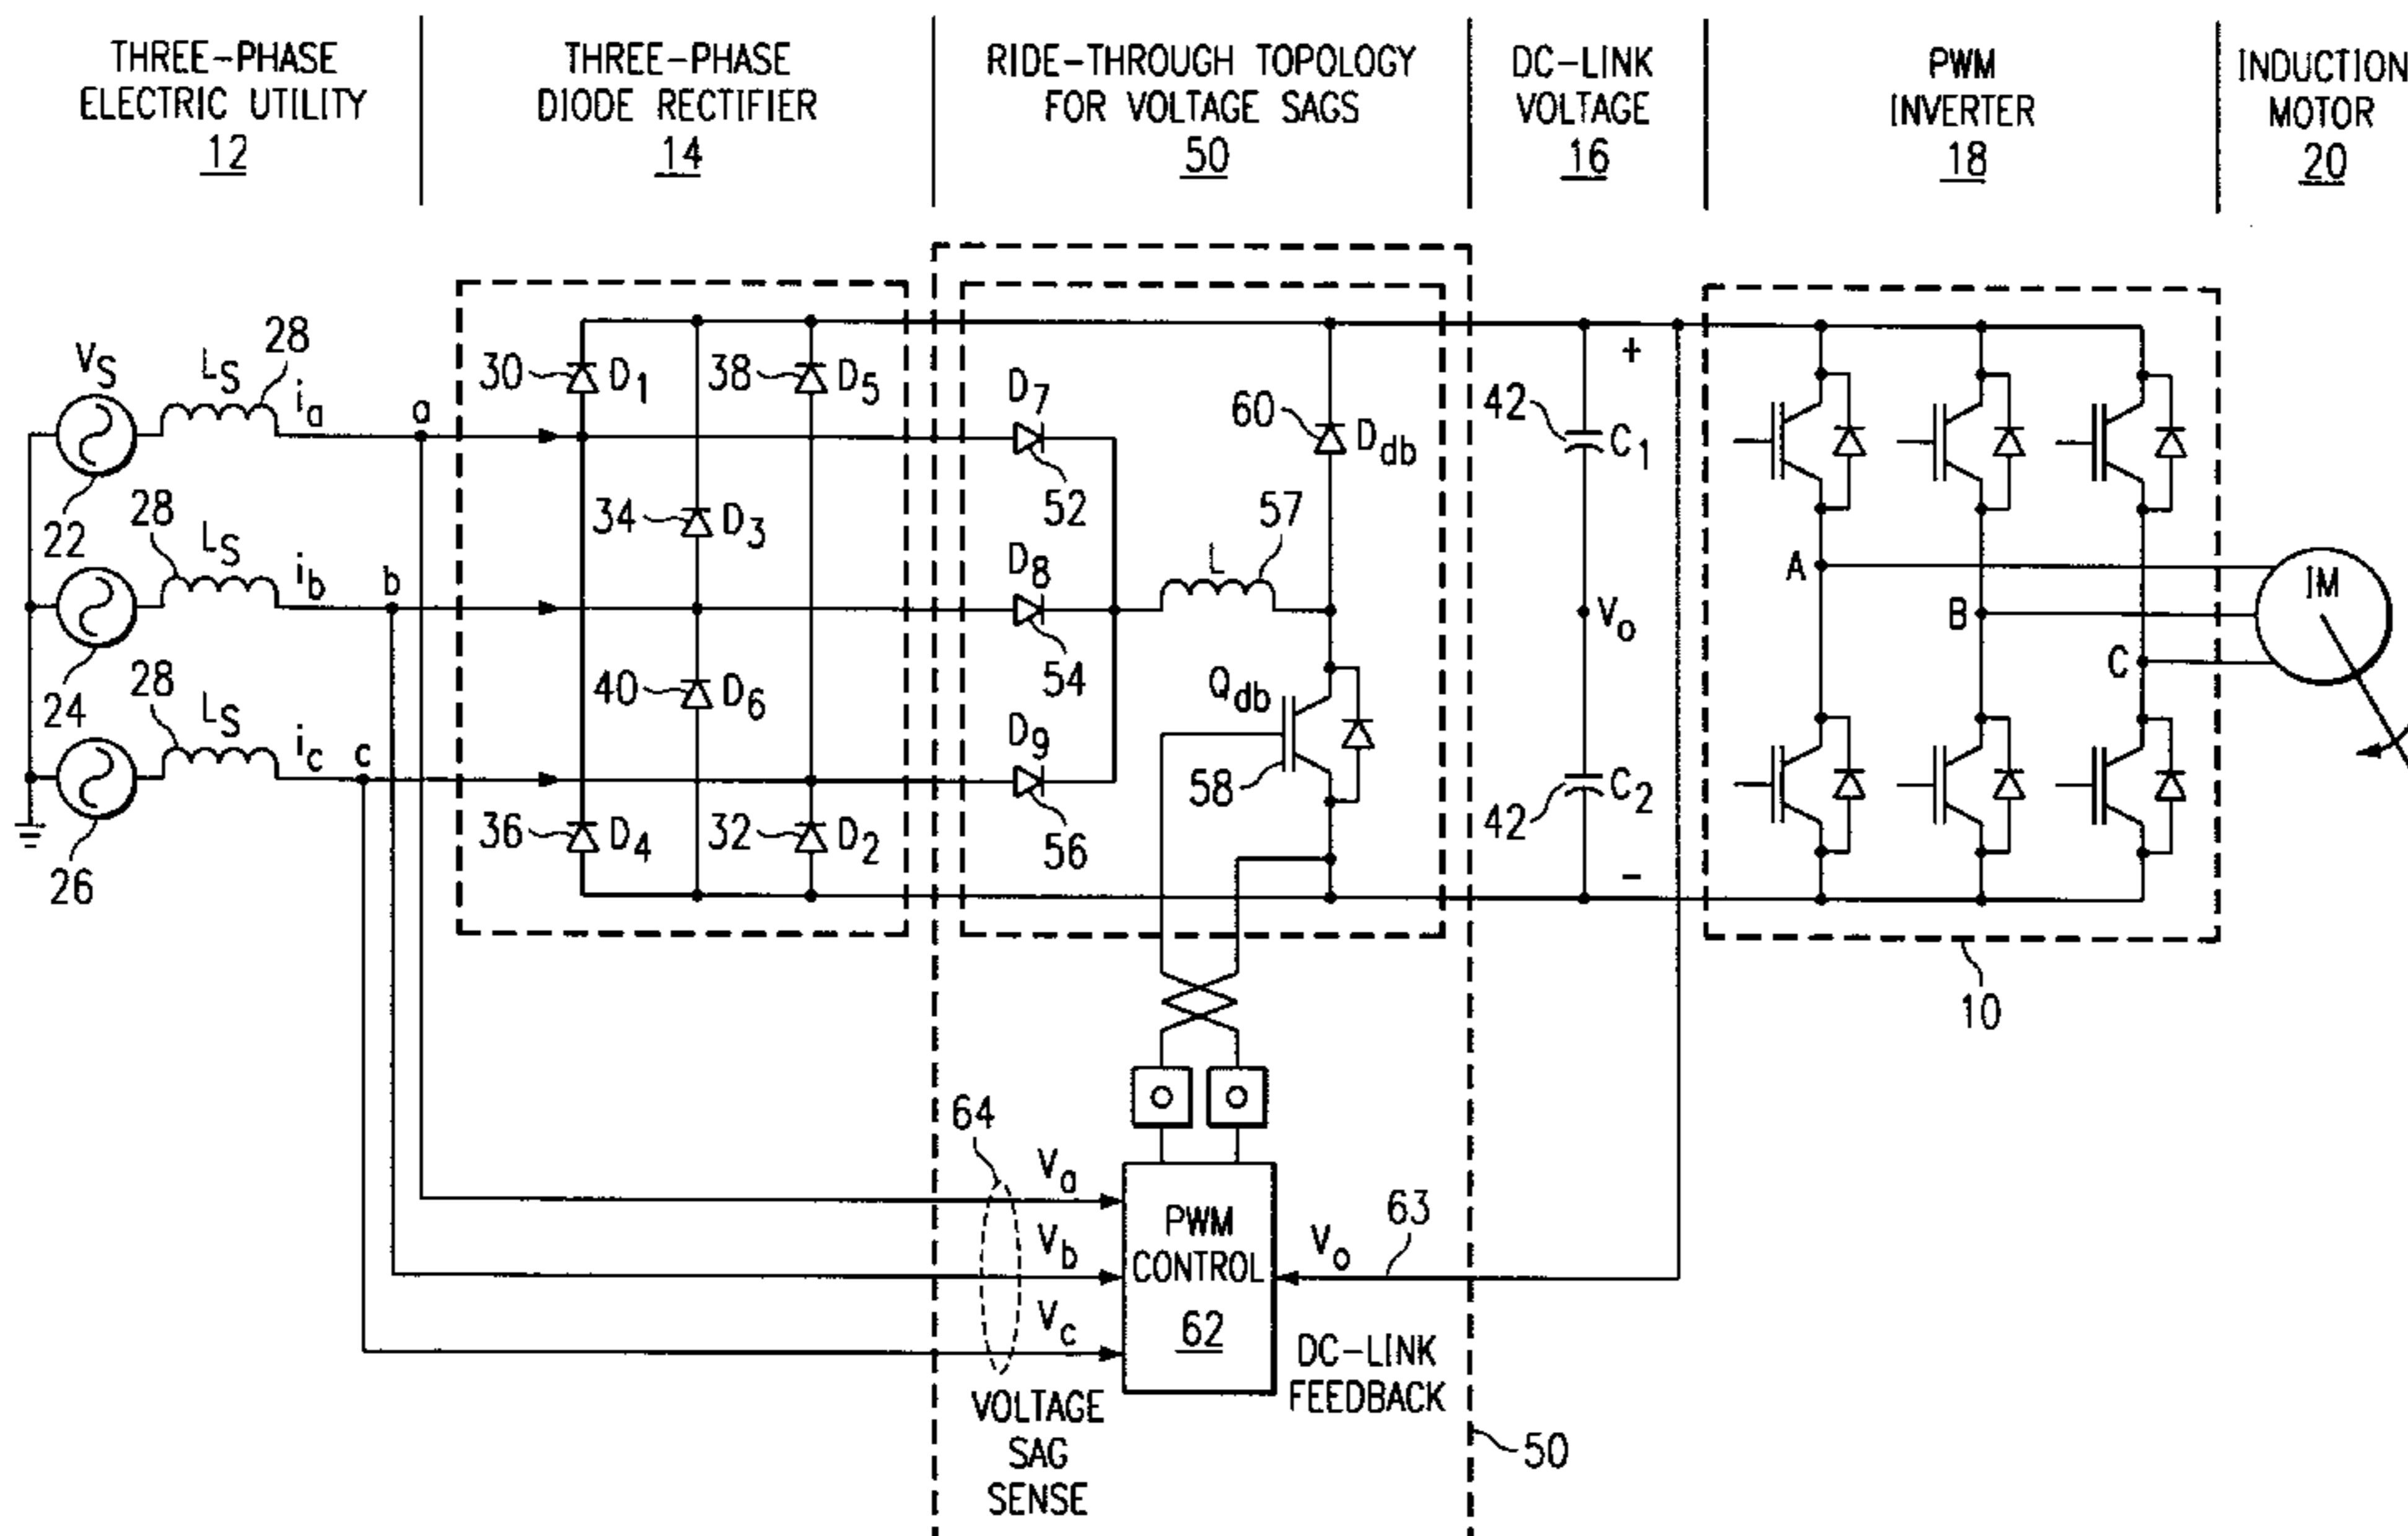 THREE-PHASE
ELECTRIC UTILITY
12
THREE-PHASE
DIODE RECTIFIER
14
RIDE-THROUGH TOPOLOGY
FOR VOLTAGE SAGS
50
DC-LINK
VOLTAGE
16
PWM
INVERTER
18
INDUCTION
MOTOR
20
VS
22
LS
28
ia
a
24
28
LS
ib
b
26
28
LS
ic
c
30
D1
38
D5
34
D3
40
D6
36
D4
32
D2
D7
52
D8
54
D9
56
L
57
60
Ddb
Qdb
58
42
C1
+
Vo
42
C2
-
A
B
C
IM
10
64
Va
Vb
Vc
PWM
CONTROL
62
Vo
63
VOLTAGE
SAG
SENSE
DC-LINK
FEEDBACK
50